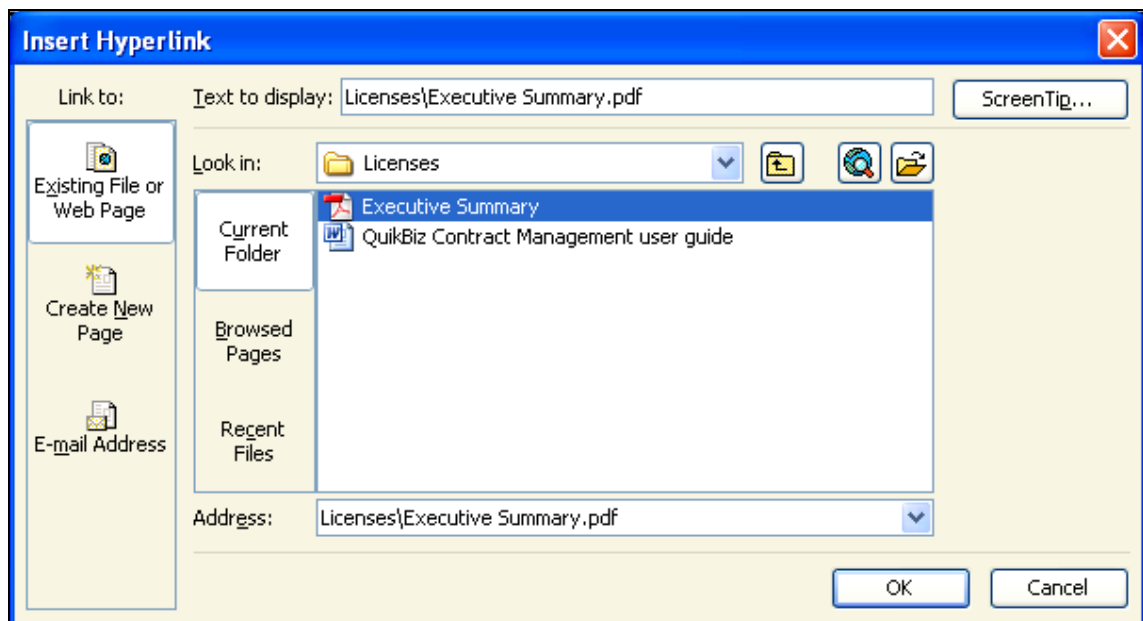 Insert Hyperlink
Link to:
Text to display:
Licenses\Executive Summary.pdf
ScreenTip...
Existing File or
Web Page
Look in:
Licenses
Current
Folder
Executive Summary
QuikBiz Contract Management user guide
Create New
Page
Browsed
Pages
E-mail Address
Recent
Files
Address:
Licenses\Executive Summary.pdf
OK
Cancel